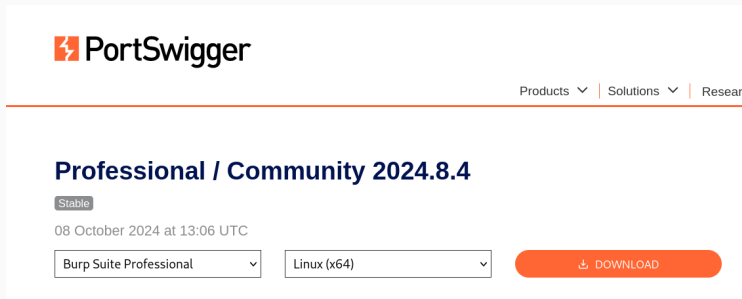 PortSwigger
Products Solutions
Professional / Community 2024.8.4
Stable
08 October 2024 at 13:06 UTC
Burp Suite Professional Linux (x64) DOWNLOAD